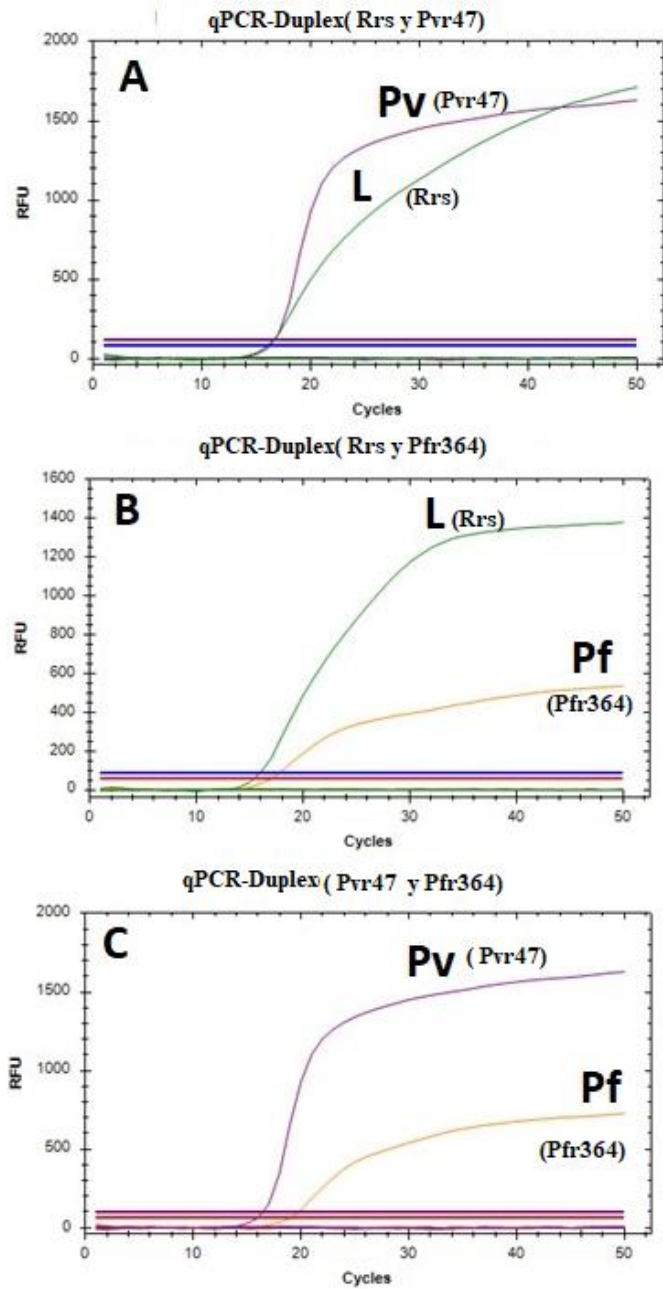 qPCR-Duplex( Rrs y Pvr47)
A
Pv (Pvr47)
L (Rrs)
RFU
2000
1500
1000
500
0
0 10 20 30 40 50
Cycles
qPCR-Duplex( Rrs y Pfr364)
B
L (Rrs)
Pf
(Pfr364)
RFU
1600
1400
1200
1000
800
600
400
200
0
0 10 20 30 40 50
Cycles
qPCR-Duplex( Pvr47 y Pfr364)
C
Pv ( Pvr47)
Pf
(Pfr364)
RFU
2000
1500
1000
500
0
0 10 20 30 40 50
Cycles